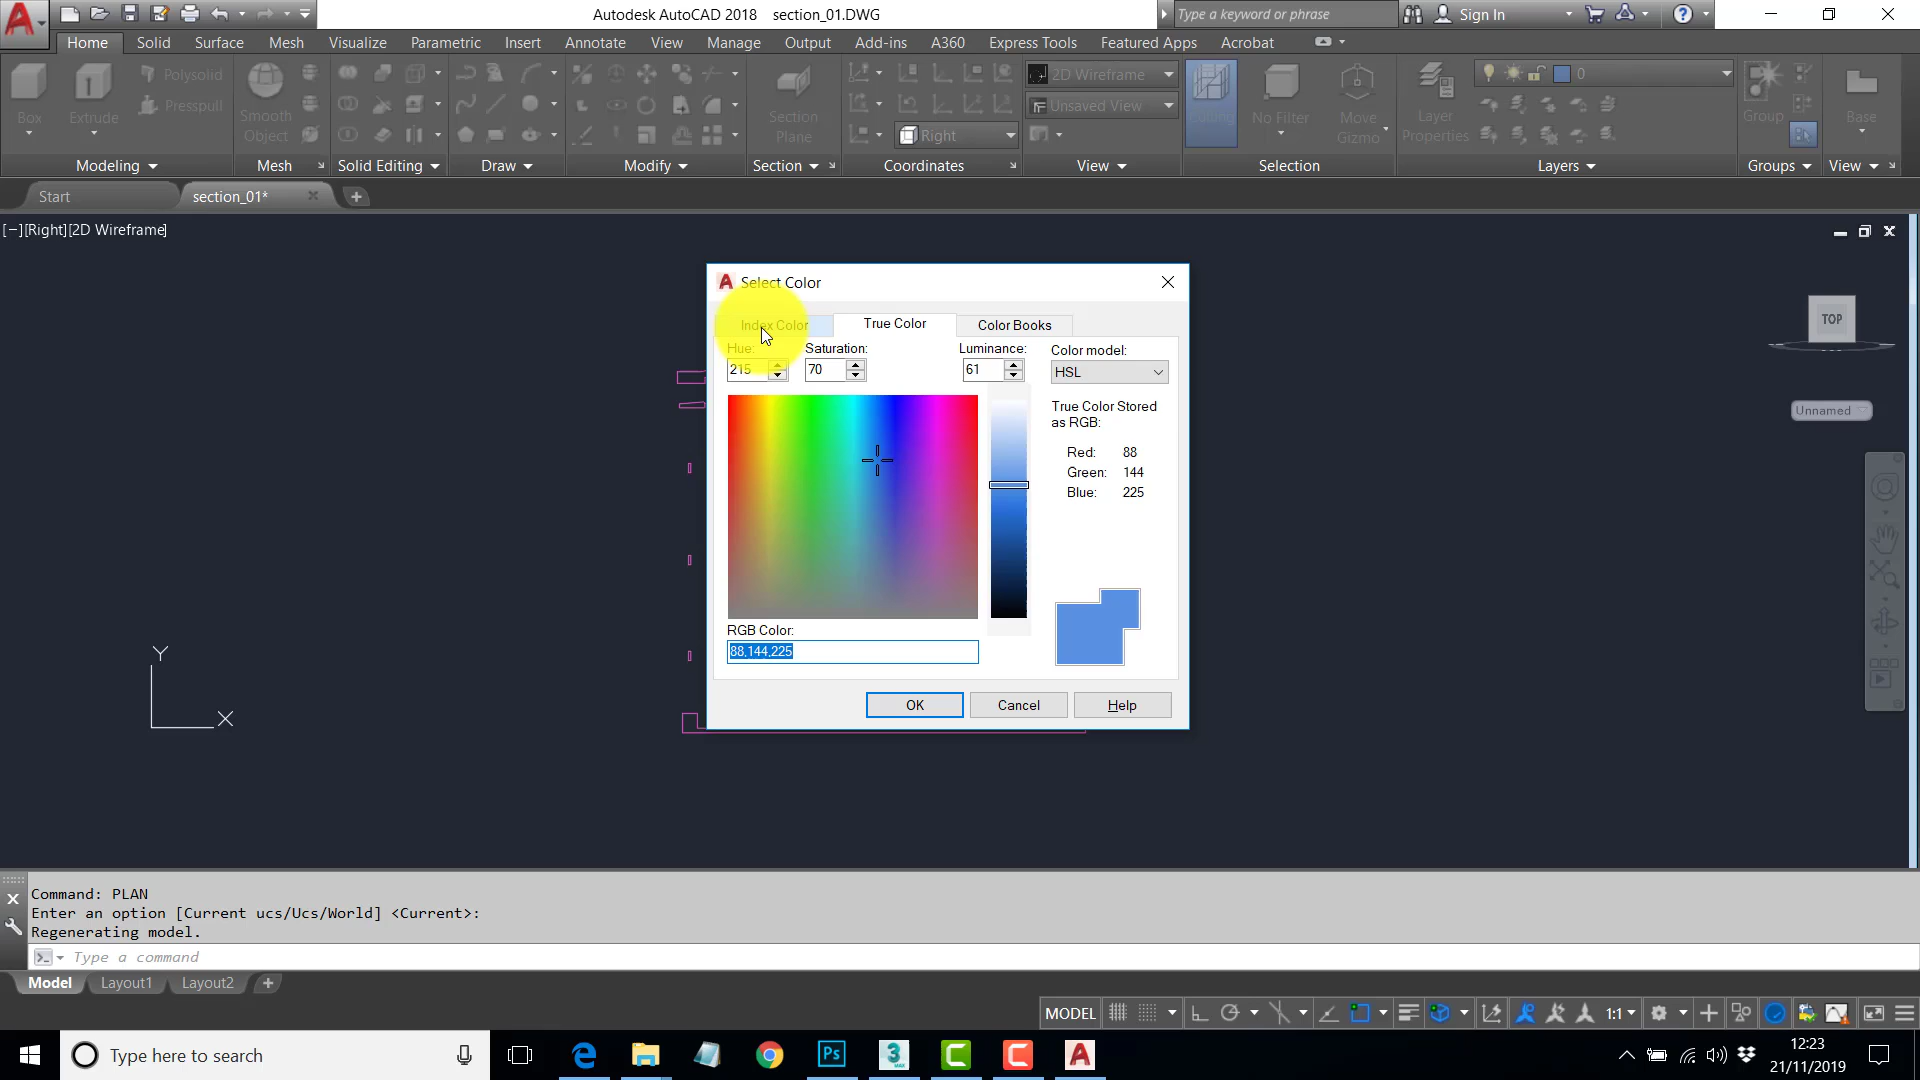 Autodesk AutoCAD 2018 section_01.DWG
Type a keyword or phrase
Sign In
Home Solid Surface Mesh Visualize Parametric Insert Annotate View Manage Output Add-ins A360 Express Tools Featured Apps Acrobat
Box
Extrude
Polysolid
Presspull
Smooth
Object
Section
Plane
2D Wireframe
Unsaved View
Right
Culling
No Filter
Move
Gizmo
Layer
Properties
0
Group
Base
Modeling Mesh Solid Editing Draw Modify Section Coordinates View Selection Layers Groups View
Start section_01*
[−][Right][2D Wireframe]
TOP
Unnamed
Y
X
Select Color
Index Color True Color Color Books
Hue: Saturation: Luminance: Color model:
215 70 61 HSL
True Color Stored
as RGB:
Red: 88
Green: 144
Blue: 225
RGB Color:
88,144,225
OK Cancel Help
Command: PLAN
Enter an option [Current ucs/Ucs/World] <Current>:
Regenerating model.
Type a command
Model Layout1 Layout2
MODEL 1:1
Type here to search
Ps
3
MAX
12:23
21/11/2019